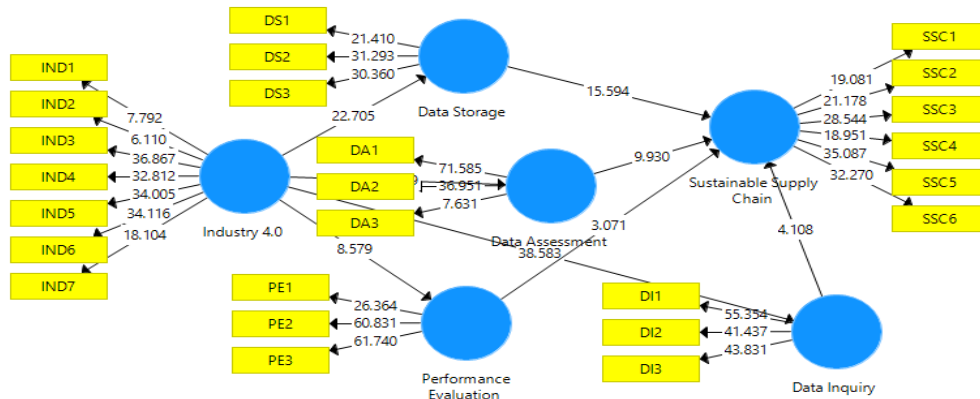 IND1
IND2
IND3
IND4
IND5
IND6
IND7
7.792
6.110
36.867
32.812
34.005
34.116
18.104
Industry 4.0
DS1
DS2
DS3
21.410
31.293
30.360
Data Storage
22.705
DA1
DA2
DA3
71.585
36.951
7.631
Data Assessment
8.579
38.583
PE1
PE2
PE3
26.364
60.831
61.740
Performance
Evaluation
15.594
9.930
3.071
4.108
DI1
DI2
DI3
55.354
41.437
43.831
Data Inquiry
Sustainable Supply
Chain
19.081
21.178
28.544
18.951
35.087
32.270
SSC1
SSC2
SSC3
SSC4
SSC5
SSC6